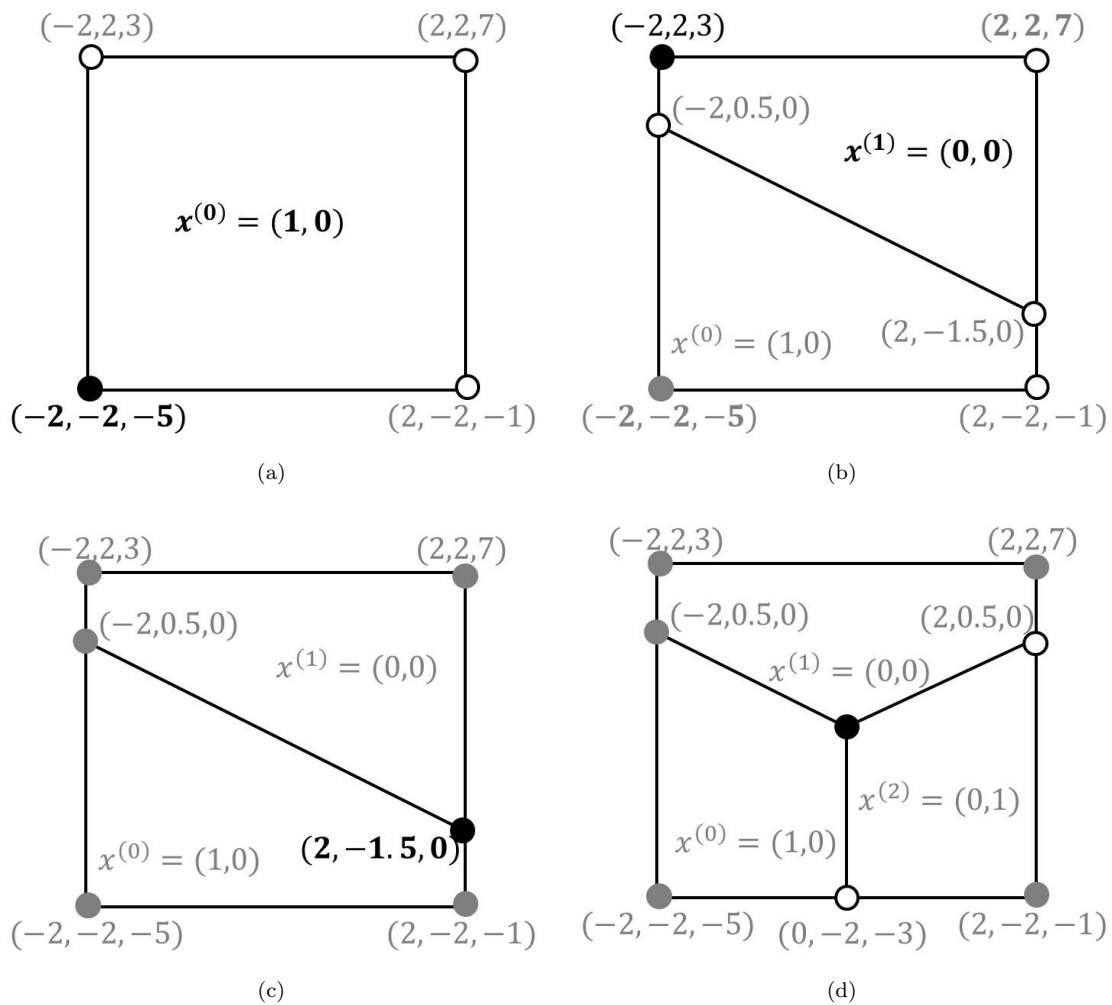 (−2,2,3)
(2,2,7)
x^(0) = (1, 0)
(−2, −2, −5)
(2, −2, −1)
(a)
(−2,2,3)
(2, 2, 7)
(−2,0.5,0)
x^(1) = (0, 0)
(2, −1.5,0)
x^(0) = (1,0)
(−2, −2, −5)
(2, −2, −1)
(b)
(−2,2,3)
(2,2,7)
(−2,0.5,0)
x^(1) = (0,0)
(2, −1. 5, 0)
x^(0) = (1,0)
(−2, −2, −5)
(2, −2, −1)
(c)
(−2,2,3)
(2,2,7)
(−2,0.5,0)
(2,0.5,0)
x^(1) = (0,0)
x^(2) = (0,1)
x^(0) = (1,0)
(−2, −2, −5)
(0, −2, −3)
(2, −2, −1)
(d)